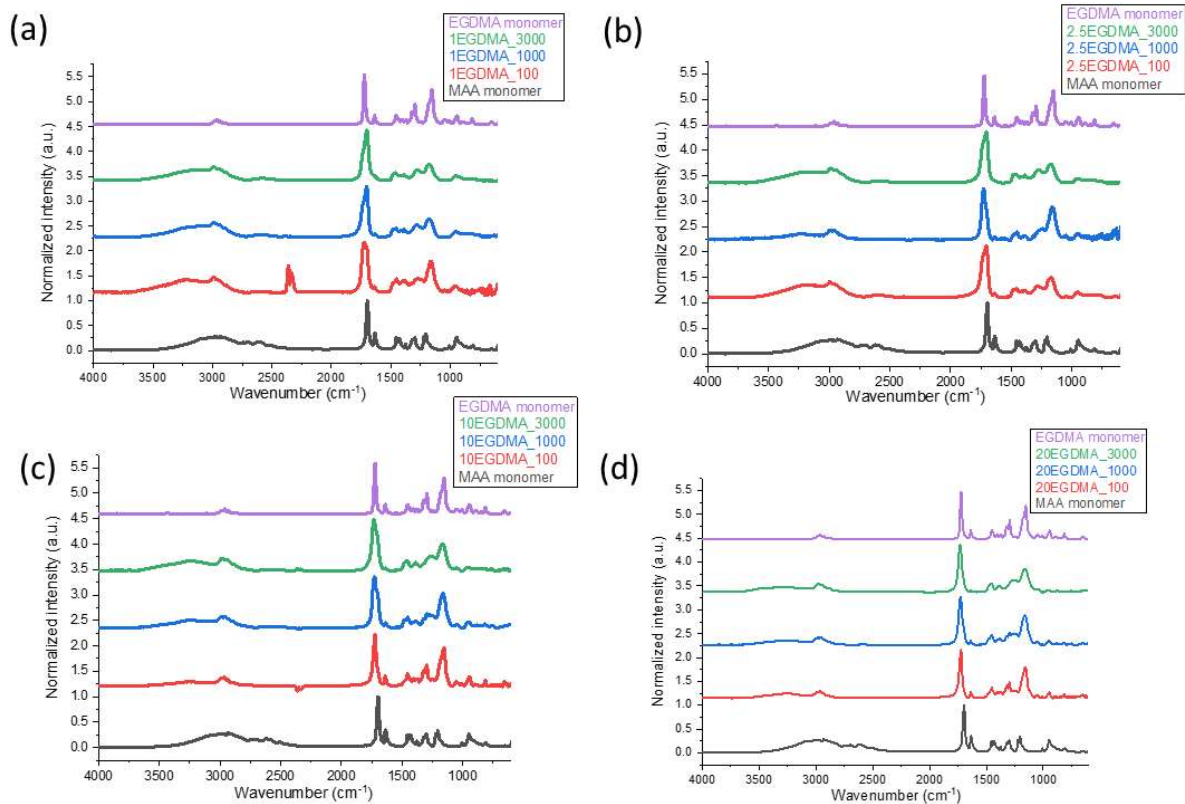 (a)
EGDMA monomer
1EGDMA_3000
1EGDMA_1000
1EGDMA_100
MAA monomer
Normalized intensity (a.u.)
5.5
5.0
4.5
4.0
3.5
3.0
2.5
2.0
1.5
1.0
0.5
0.0
4000 3500 3000 2500 2000 1500 1000
Wavenumber (cm⁻¹)
(b)
EGDMA monomer
2.5EGDMA_3000
2.5EGDMA_1000
2.5EGDMA_100
MAA monomer
Normalized intensity (a.u.)
5.5
5.0
4.5
4.0
3.5
3.0
2.5
2.0
1.5
1.0
0.5
0.0
4000 3500 3000 2500 2000 1500 1000
Wavenumber (cm⁻¹)
(c)
EGDMA monomer
10EGDMA_3000
10EGDMA_1000
10EGDMA_100
MAA monomer
Normalized intensity (a.u.)
5.5
5.0
4.5
4.0
3.5
3.0
2.5
2.0
1.5
1.0
0.5
0.0
4000 3500 3000 2500 2000 1500 1000
Wavenumber (cm⁻¹)
(d)
EGDMA monomer
20EGDMA_3000
20EGDMA_1000
20EGDMA_100
MAA monomer
Normalized intensity (a.u.)
5.5
5.0
4.5
4.0
3.5
3.0
2.5
2.0
1.5
1.0
0.5
0.0
4000 3500 3000 2500 2000 1500 1000
Wavenumber (cm⁻¹)